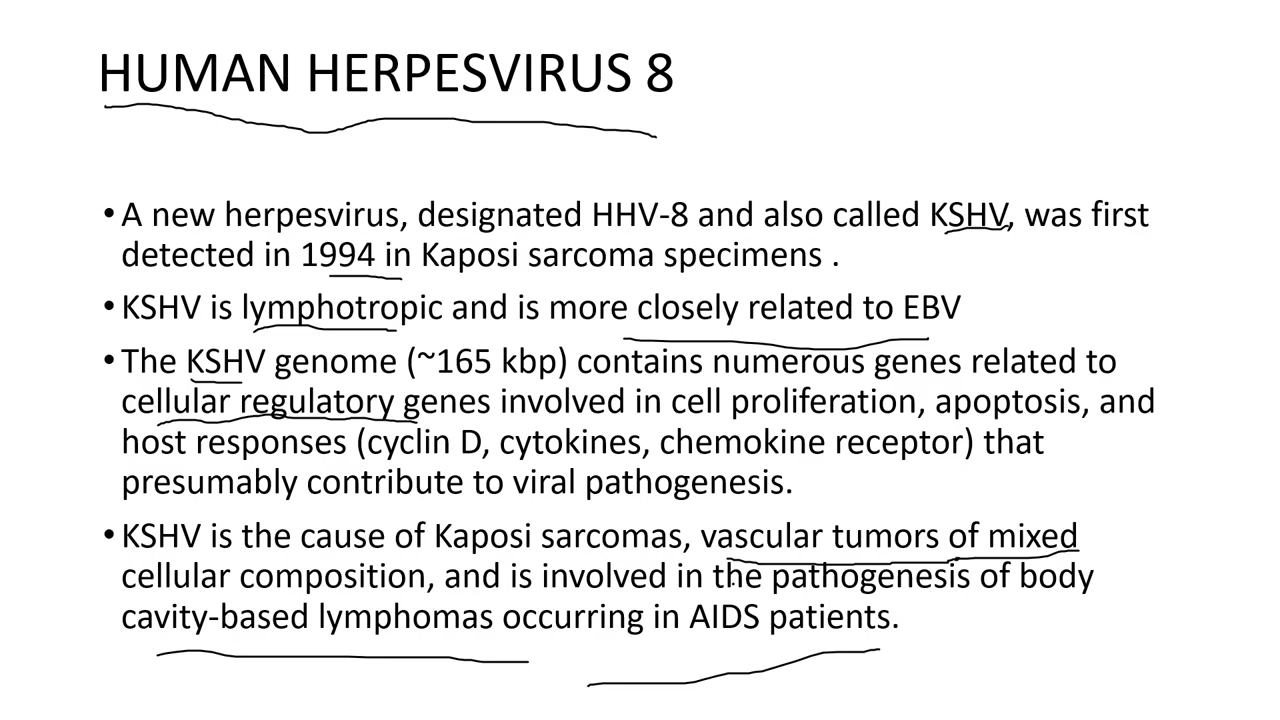 HUMAN HERPESVIRUS 8
• A new herpesvirus, designated HHV-8 and also called KSHV, was first
detected in 1994 in Kaposi sarcoma specimens .
• KSHV is lymphotropic and is more closely related to EBV
• The KSHV genome (~165 kbp) contains numerous genes related to
cellular regulatory genes involved in cell proliferation, apoptosis, and
host responses (cyclin D, cytokines, chemokine receptor) that
presumably contribute to viral pathogenesis.
• KSHV is the cause of Kaposi sarcomas, vascular tumors of mixed
cellular composition, and is involved in the pathogenesis of body
cavity-based lymphomas occurring in AIDS patients.